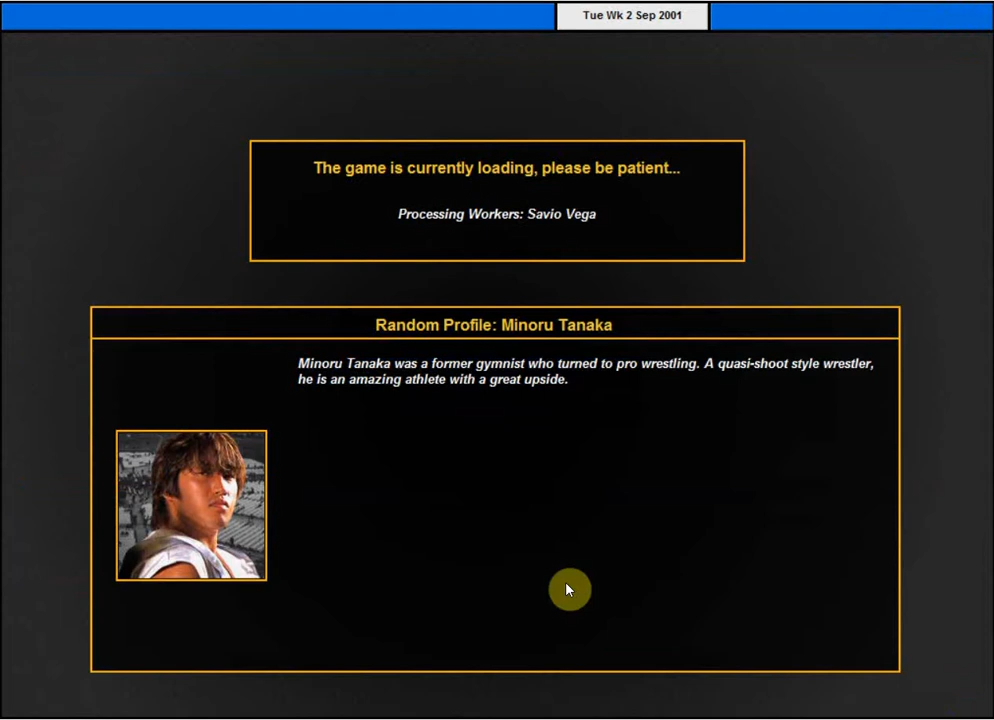 Tue Wk 2 Sep 2001
The game is currently loading, please be patient...
Processing Workers: Savio Vega
Random Profile: Minoru Tanaka
Minoru Tanaka was a former gymnist who turned to pro wrestling. A quasi-shoot style wrestler,
he is an amazing athlete with a great upside.